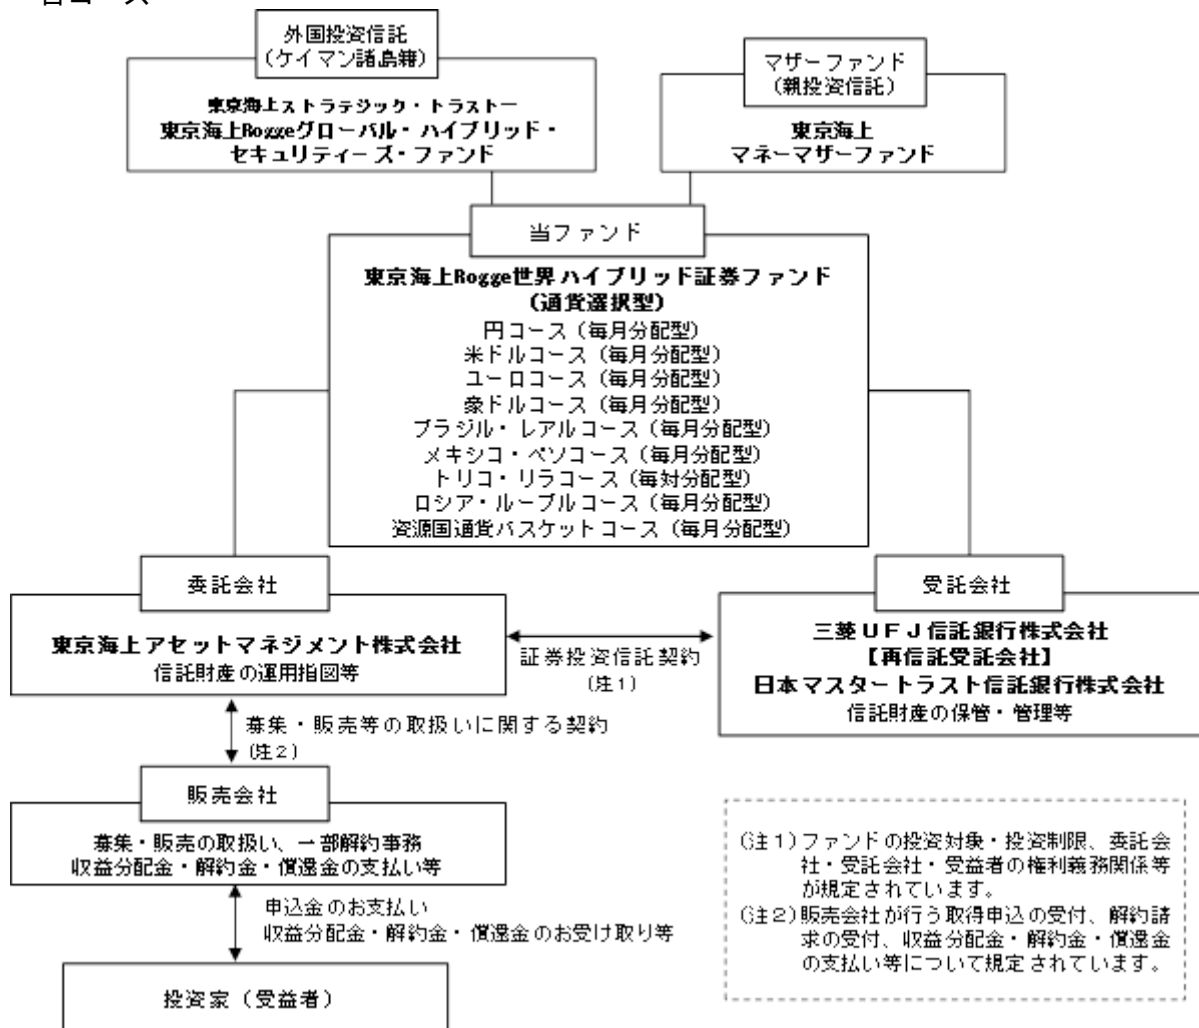 各コース
外国投資信託
(ケイマン諸島籍)
東京海上ストラテジック・トラスト一
東京海上Roggeグローバル・ハイブリッド・
セキュリティーズ・ファンド
マザーファンド
(親投資信託)
東京海上
マネーマザーファンド
当ファンド
東京海上Rogge世界ハイブリッド証券ファンド
(通貨選択型)
円コース(毎月分配型)
米ドルコース(毎月分配型)
ユーロコース(毎月分配型)
豪ドルコース(毎月分配型)
ブラジル・レアルコース(毎月分配型)
メキシコ・ペソコース(毎月分配型)
トリコ・リラコース(毎対分配型)
ロシア・ルーブルコース(毎月分配型)
資源国通貨バスケットコース(毎月分配型)
委託会社
東京海上アセットマネジメント株式会社
信託財産の運用指図等
証券投資信託契約
(注1)
受託会社
三菱UFJ信託銀行株式会社
【再信託受託会社】
日本マスタートラスト信託銀行株式会社
信託財産の保管・管理等
募集・販売等の取扱いに関する契約
(注2)
販売会社
募集・販売の取扱い、一部解約事務
収益分配金・解約金・償還金の支払い等
申込金のお支払い
収益分配金・解約金・償還金のお受け取り等
投資家(受益者)
(注1)ファンドの投資対象・投資制限、委託会
社・受託会社・受益者の権利義務関係等
が規定されています。
(注2)販売会社が行う取得申込の受付、解約請
求の受付、収益分配金・解約金・償還金
の支払い等について規定されています。